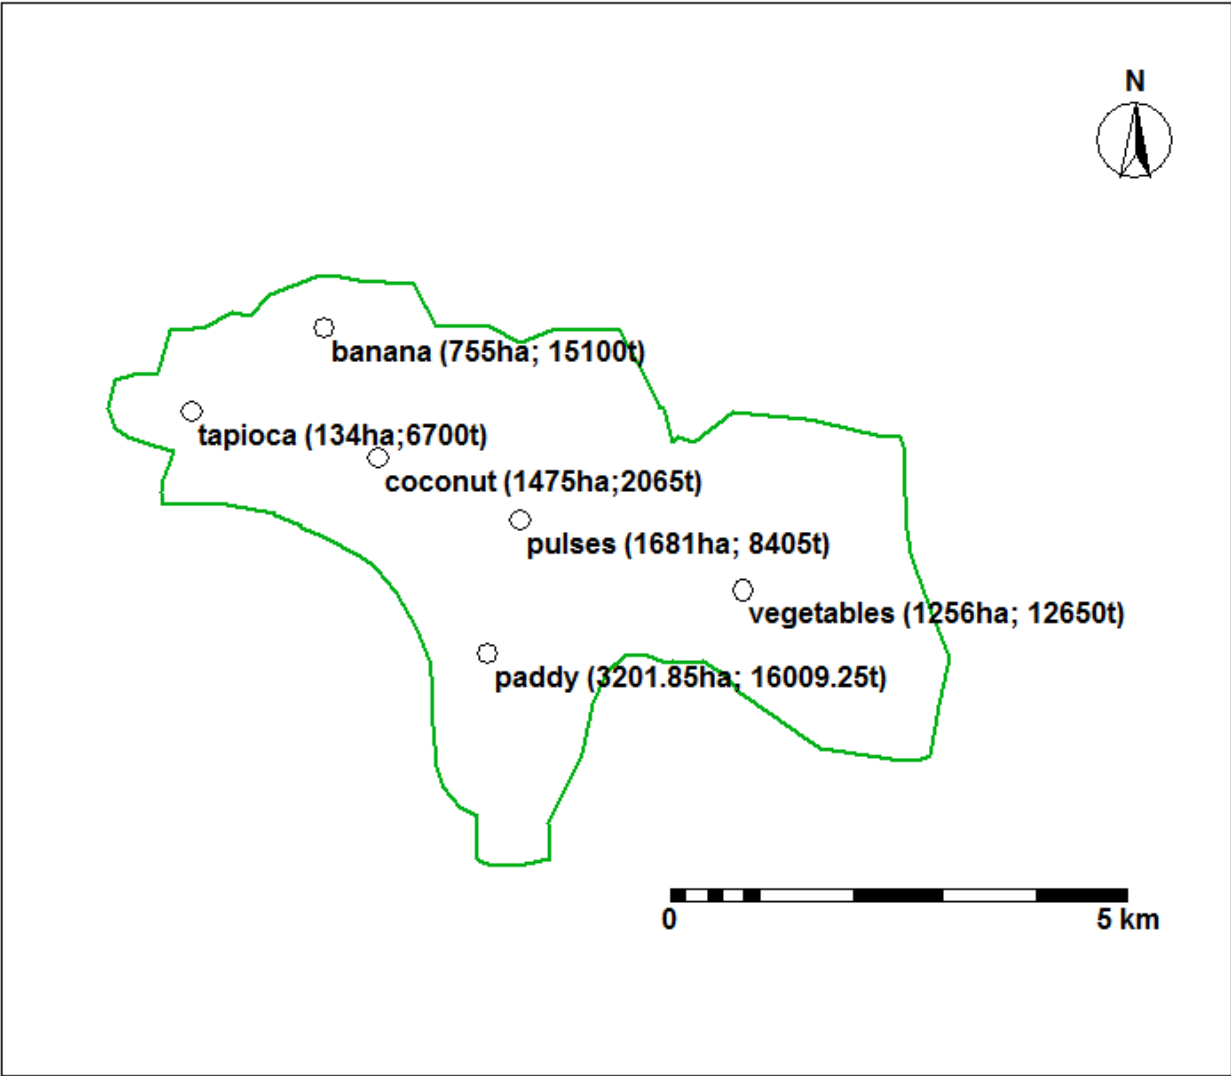 N
banana (755ha; 15100t)
tapioca (134ha;6700t)
coconut (1475ha;2065t)
pulses (1681ha; 8405t)
vegetables (1256ha; 12650t)
paddy (3201.85ha; 16009.25t)
0 5 km